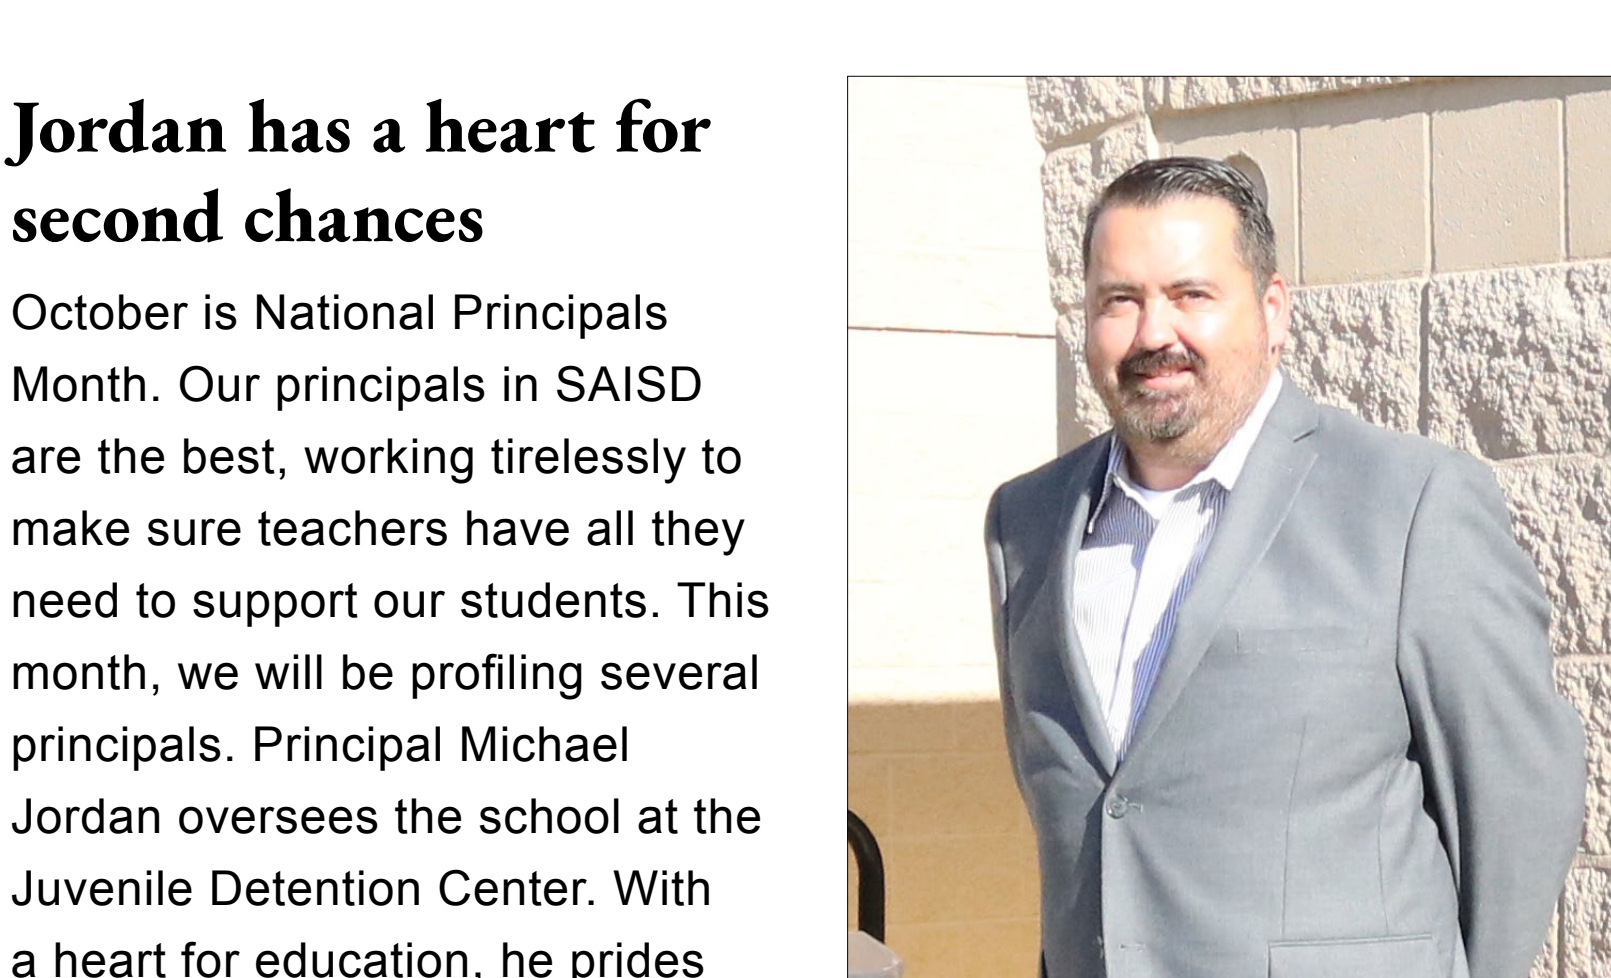 Jordan has a heart for
second chances
October is National Principals
Month. Our principals in SAISD
are the best, working tirelessly to
make sure teachers have all they
need to support our students. This
month, we will be profiling several
principals. Principal Michael
Jordan oversees the school at the
Juvenile Detention Center. With
a heart for education, he prides